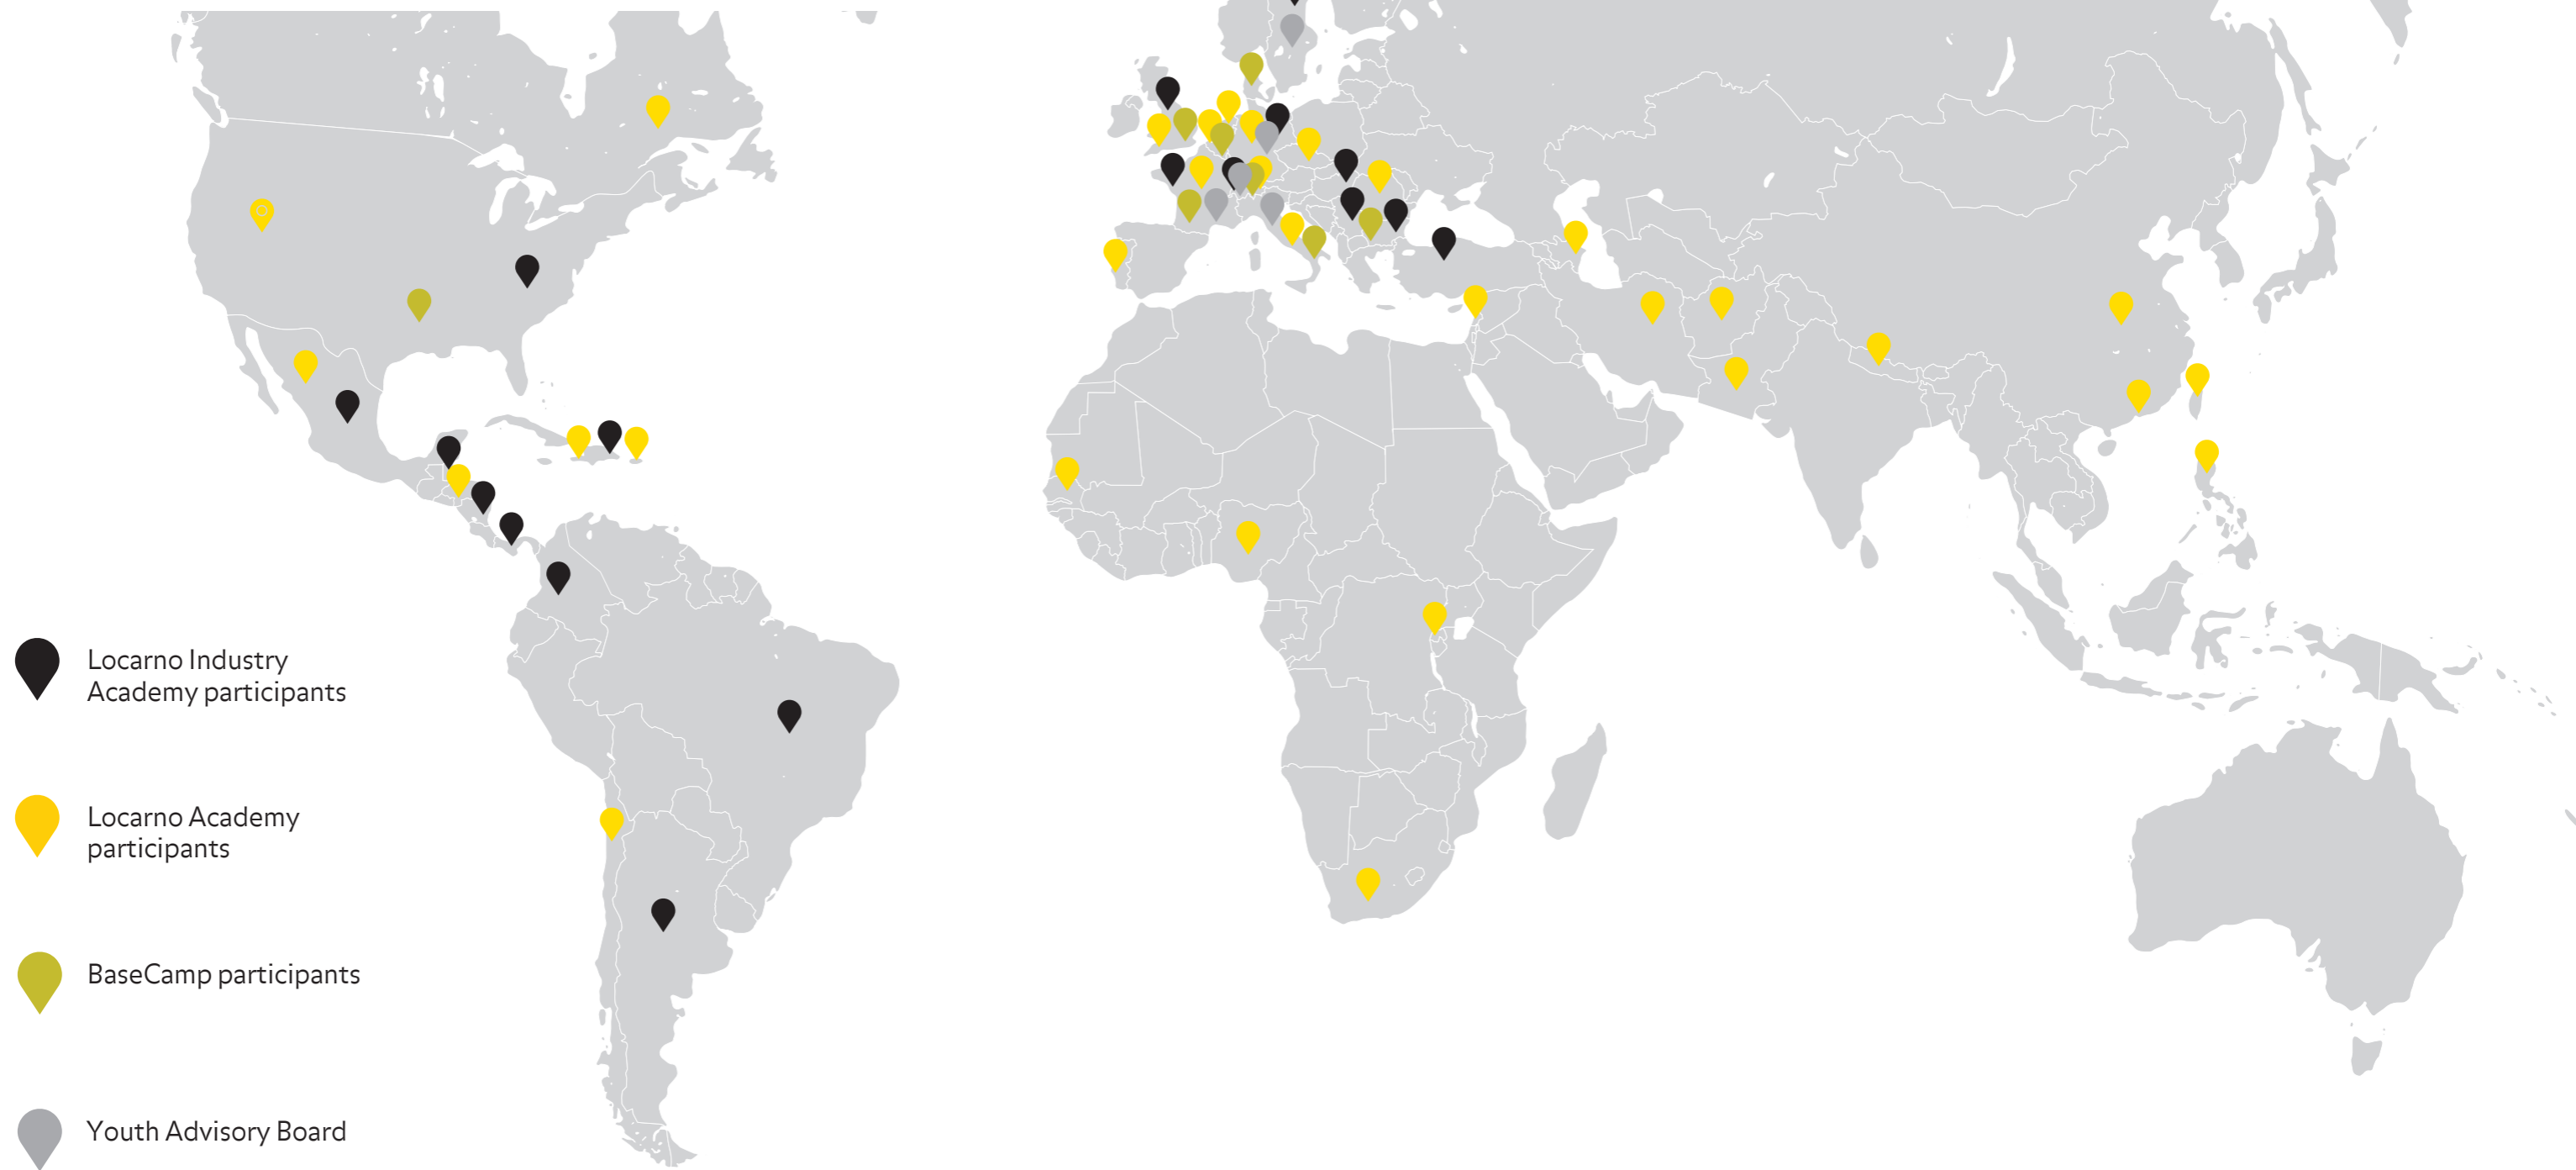 Locarno Industry
Academy participants
Locarno Academy
participants
BaseCamp participants
Youth Advisory Board